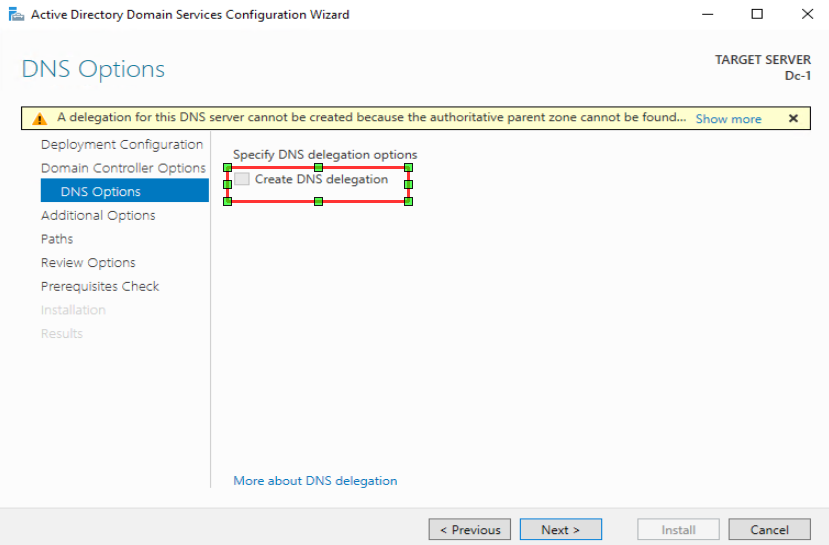 Active Directory Domain Services Configuration Wizard
DNS Options
TARGET SERVER
Dc-1
A delegation for this DNS server cannot be created because the authoritative parent zone cannot be found... Show more
Deployment Configuration
Domain Controller Options
DNS Options
Additional Options
Paths
Review Options
Prerequisites Check
Installation
Results
Specify DNS delegation options
Create DNS delegation
More about DNS delegation
< Previous
Next >
Install
Cancel